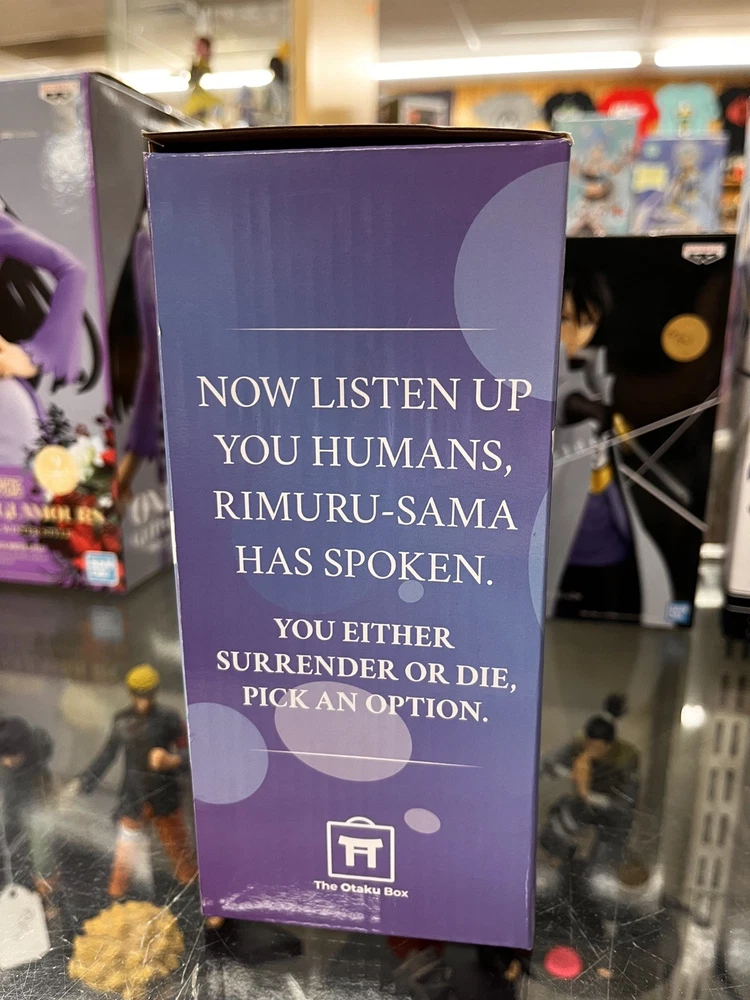 NOW LISTEN UP
YOU HUMANS,
RIMURU-SAMA
HAS SPOKEN.
YOU EITHER
SURRENDER OR DIE,
PICK AN OPTION.
The Otaku Box